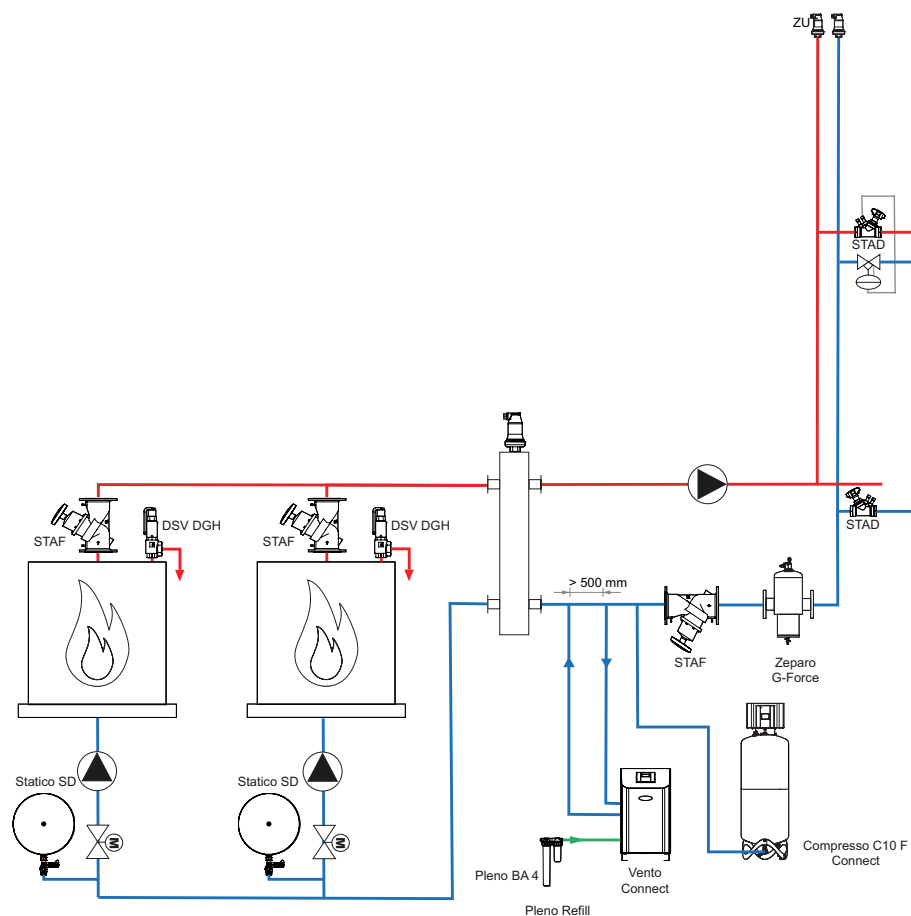 ZU
STAD
STAD
DSV DGH
STAF
DSV DGH
STAF
> 500 mm
STAF
Zeparo
G-Force
Statico SD
M
Statico SD
M
Pleno BA 4
Pleno Refill
Vento
Connect
Compresso C10 F
Connect